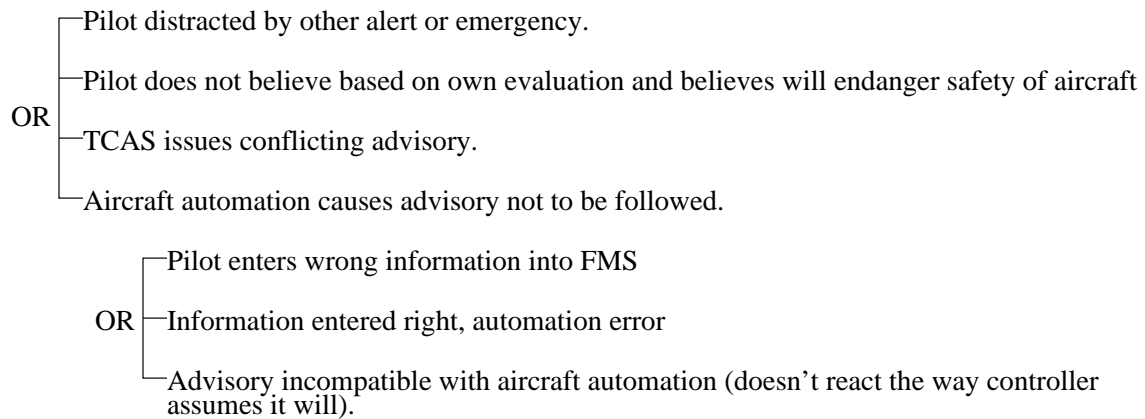 Pilot distracted by other alert or emergency.
Pilot does not believe based on own evaluation and believes will endanger safety of aircraft
OR
TCAS issues conflicting advisory.
Aircraft automation causes advisory not to be followed.
Pilot enters wrong information into FMS
OR
Information entered right, automation error
Advisory incompatible with aircraft automation (doesn't react the way controller
assumes it will).